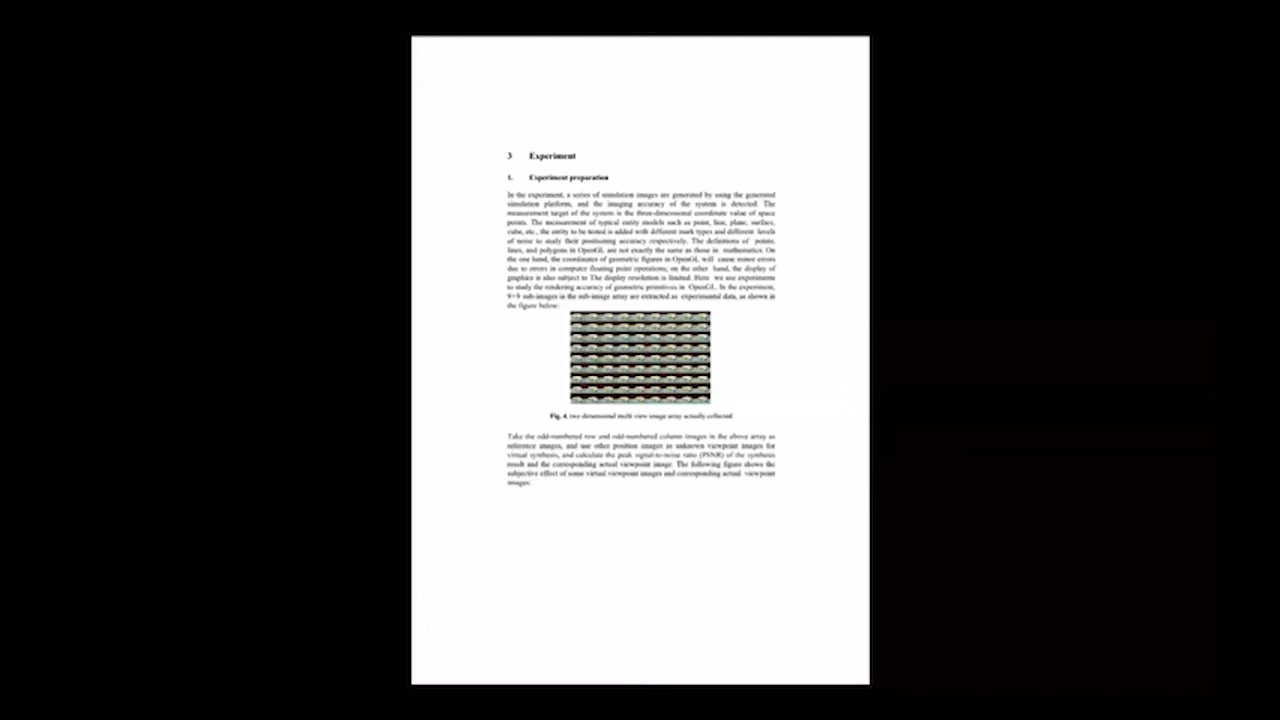 3 Experiment
1. Experiment preparation
In the experiment, a series of simulation images are generated by using the generated
simulation platform, and the imaging accuracy of the system is detected. The
measurement target of the system is the three-dimensional coordinate value of space
points. The measurement of typical entity models such as point, line, plane, surface,
cube, etc., the entity to be tested is added with different mark types and different levels
of noise to study their positioning accuracy respectively. The definitions of points,
lines, and polygons in OpenGL are not exactly the same as those in mathematics. On
the one hand, the coordinates of geometric figures in OpenGL will cause minor errors
due to errors in computer floating point operations; on the other hand, the display of
graphics is also subject to The display resolution is limited. Here we use experiments
to study the rendering accuracy of geometric primitives in OpenGL. In the experiment,
9×9 sub-images in the sub-image array are extracted as experimental data, as shown in
the figure below:
Fig. 4. two dimensional multi view image array actually collected
Take the odd-numbered row and odd-numbered column images in the above array as
reference images, and use other position images as unknown viewpoint images for
virtual synthesis, and calculate the peak signal-to-noise ratio (PSNR) of the synthesis
result and the corresponding actual viewpoint image. The following figure shows the
subjective effect of some virtual viewpoint images and corresponding actual viewpoint
images: